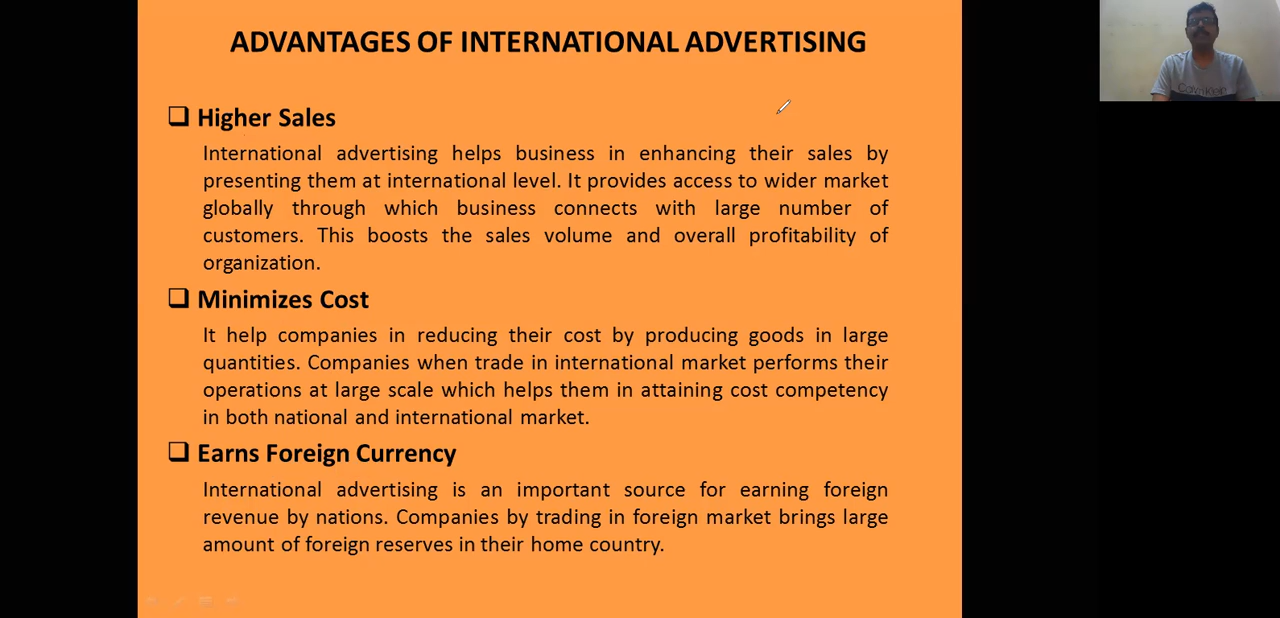 ADVANTAGES OF INTERNATIONAL ADVERTISING
Higher Sales
International advertising helps business in enhancing their sales by
presenting them at international level. It provides access to wider market
globally through which business connects with large number of
customers. This boosts the sales volume and overall profitability of
organization.
Minimizes Cost
It help companies in reducing their cost by producing goods in large
quantities. Companies when trade in international market performs their
operations at large scale which helps them in attaining cost competency
in both national and international market.
Earns Foreign Currency
International advertising is an important source for earning foreign
revenue by nations. Companies by trading in foreign market brings large
amount of foreign reserves in their home country.
Calvin Klein